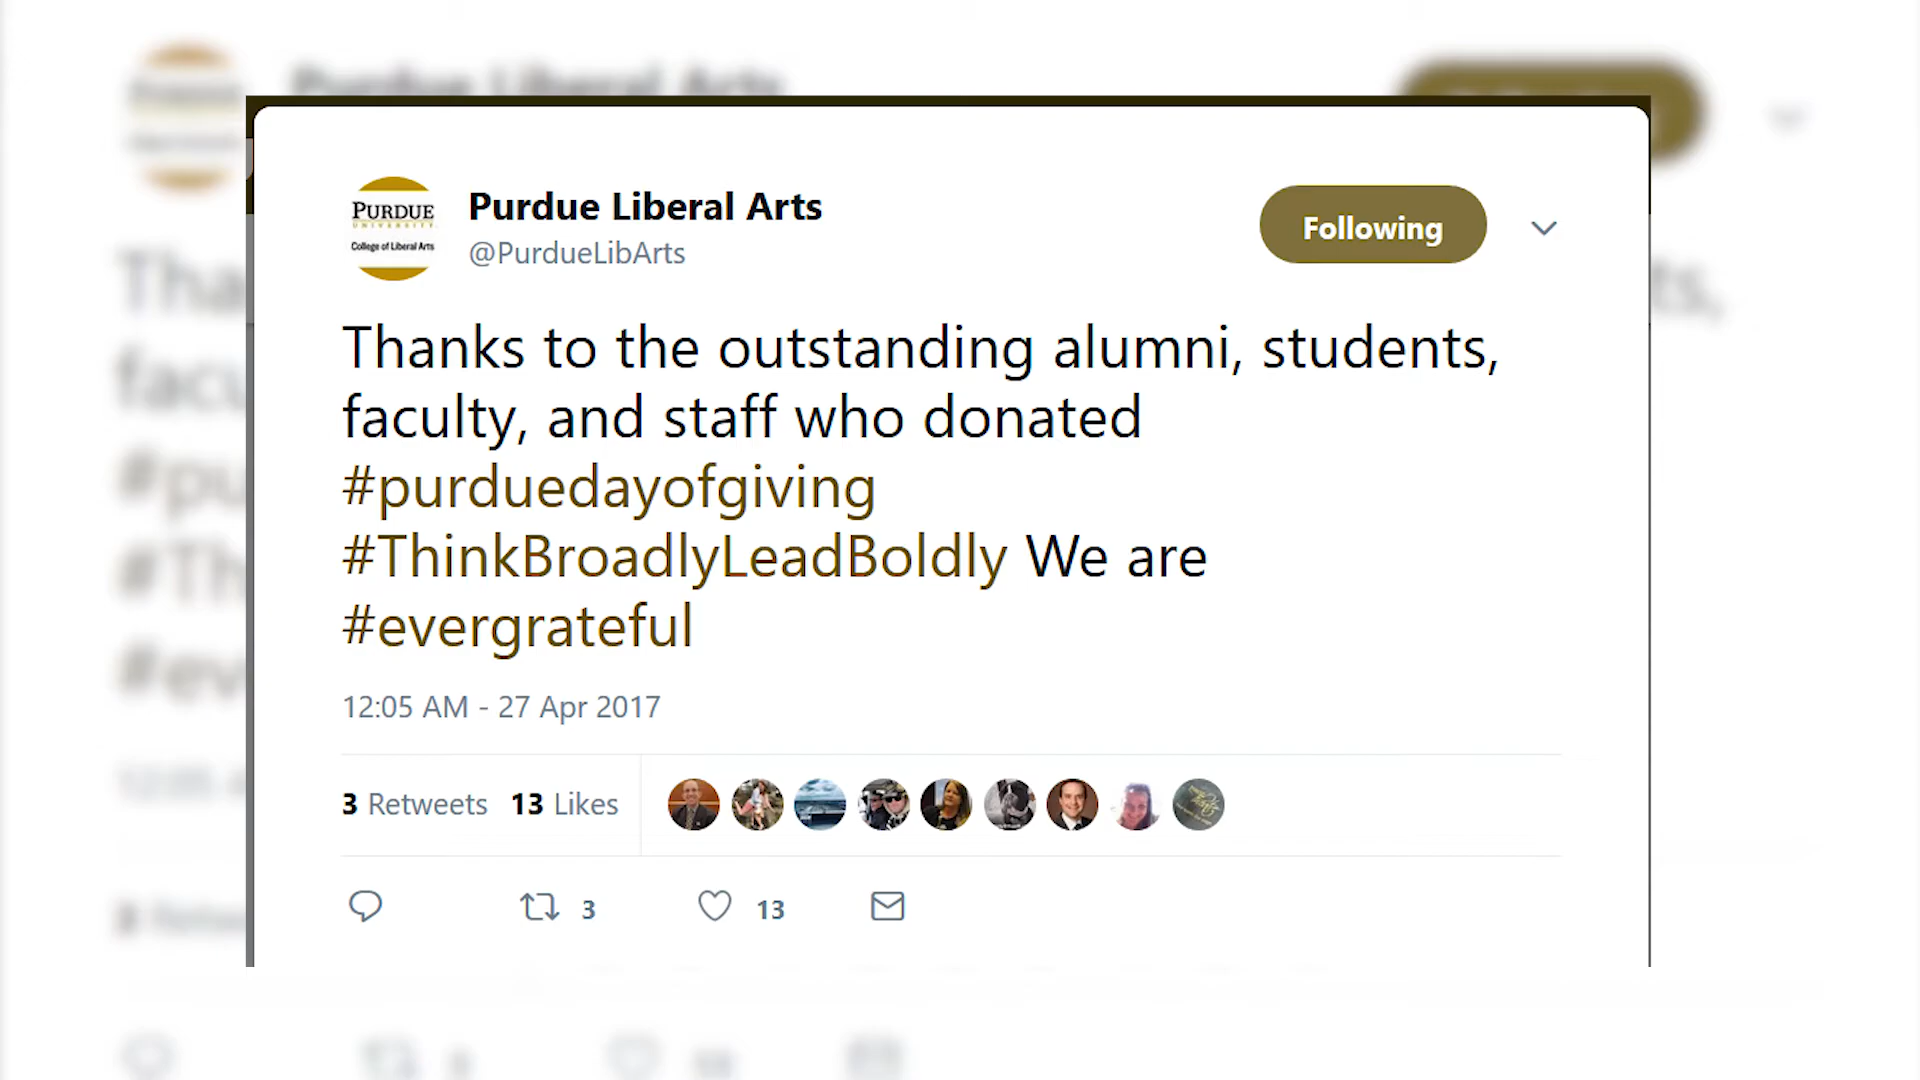 PURDUE
UNIVERSITY
College of Liberal Arts
Purdue Liberal Arts
@PurdueLibArts
Following
Thanks to the outstanding alumni, students,
faculty, and staff who donated
#purduedayofgiving
#ThinkBroadlyLeadBoldly We are
#evergrateful
12:05 AM - 27 Apr 2017
3 Retweets 13 Likes
3 13